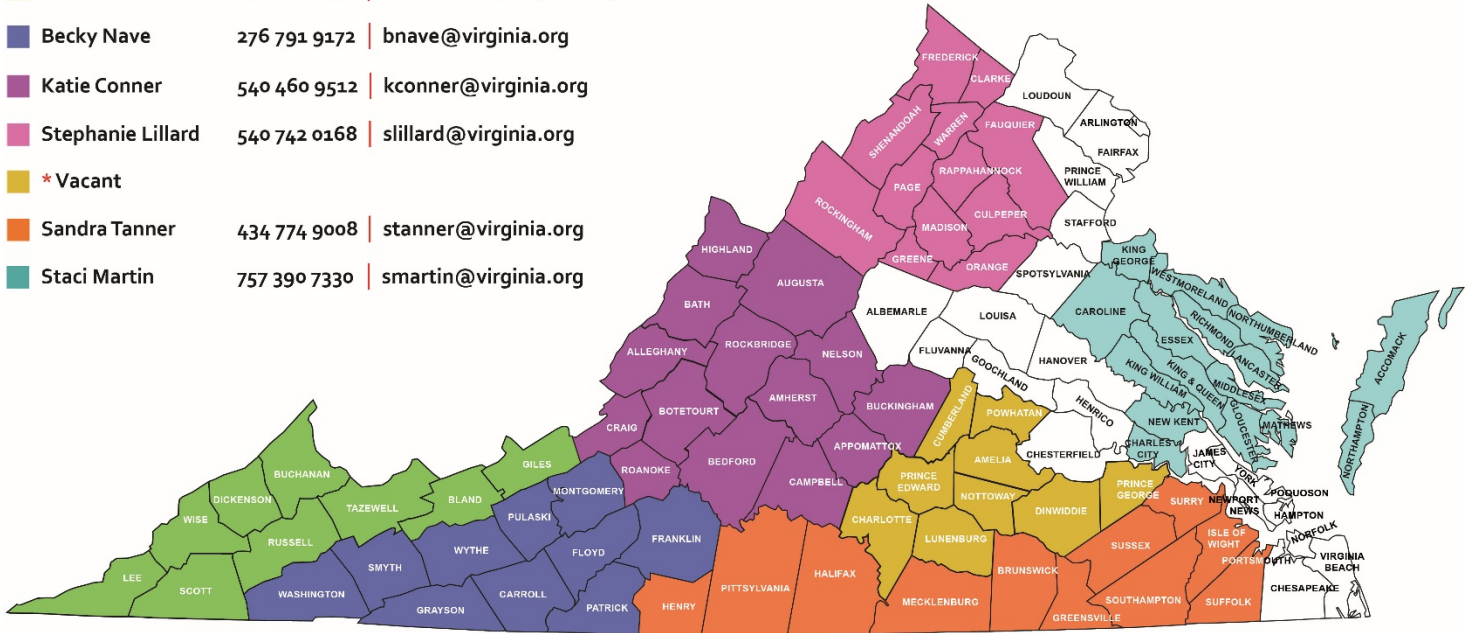 Becky Nave 276 791 9172 | bnave@virginia.org
Katie Conner 540 460 9512 | kconner@virginia.org
Stephanie Lillard 540 742 0168 | slillard@virginia.org
* Vacant
Sandra Tanner 434 774 9008 | stanner@virginia.org
Staci Martin 757 390 7330 | smartin@virginia.org
FREDERICK
CLARKE
LOUDOUN
SHENANDOAH
WARREN
FAUQUIER
ARLINGTON
FAIRFAX
PRINCE
WILLIAM
PAGE
RAPPAHANNOCK
ROCKINGHAM
MADISON
CULPEPER
STAFFORD
GREENE
ORANGE
SPOTSYLVANIA
KING
GEORGE
WESTMORELAND
HIGHLAND
AUGUSTA
BATH
ALBEMARLE
LOUISA
CAROLINE
RICHMOND
NORTHUMBERLAND
ESSEX
LANCASTER
ACCOMACK
ALLEGHANY
ROCKBRIDGE
NELSON
FLUVANNA
GOOCHLAND
HANOVER
KING WILLIAM
KING & QUEEN
MIDDLESEX
BOTETOURT
AMHERST
BUCKINGHAM
CUMBERLAND
POWHATAN
HENRICO
NEW KENT
GLOUCESTER
MATHEWS
NORTHAMPTON
CRAIG
APPOMATTOX
AMELIA
CHESTERFIELD
CHARLES
CITY
JAMES
CITY
YORK
ROANOKE
BEDFORD
CAMPBELL
PRINCE
EDWARD
NOTTOWAY
DINWIDDIE
PRINCE
GEORGE
SURRY
NEWPORT
NEWS
POQUOSON
HAMPTON
BUCHANAN
DICKENSON
WISE
TAZEWELL
BLAND
GILES
MONTGOMERY
PULASKI
RUSSELL
LEE
SCOTT
WASHINGTON
SMYTH
WYTHE
GRAYSON
CARROLL
FLOYD
FRANKLIN
PATRICK
HENRY
PITTSYLVANIA
HALIFAX
CHARLOTTE
LUNENBURG
MECKLENBURG
BRUNSWICK
GREENSVILLE
SUSSEX
SOUTHAMPTON
ISLE OF
WIGHT
SUFFOLK
PORTSMOUTH
NORFOLK
VIRGINIA
BEACH
CHESAPEAKE